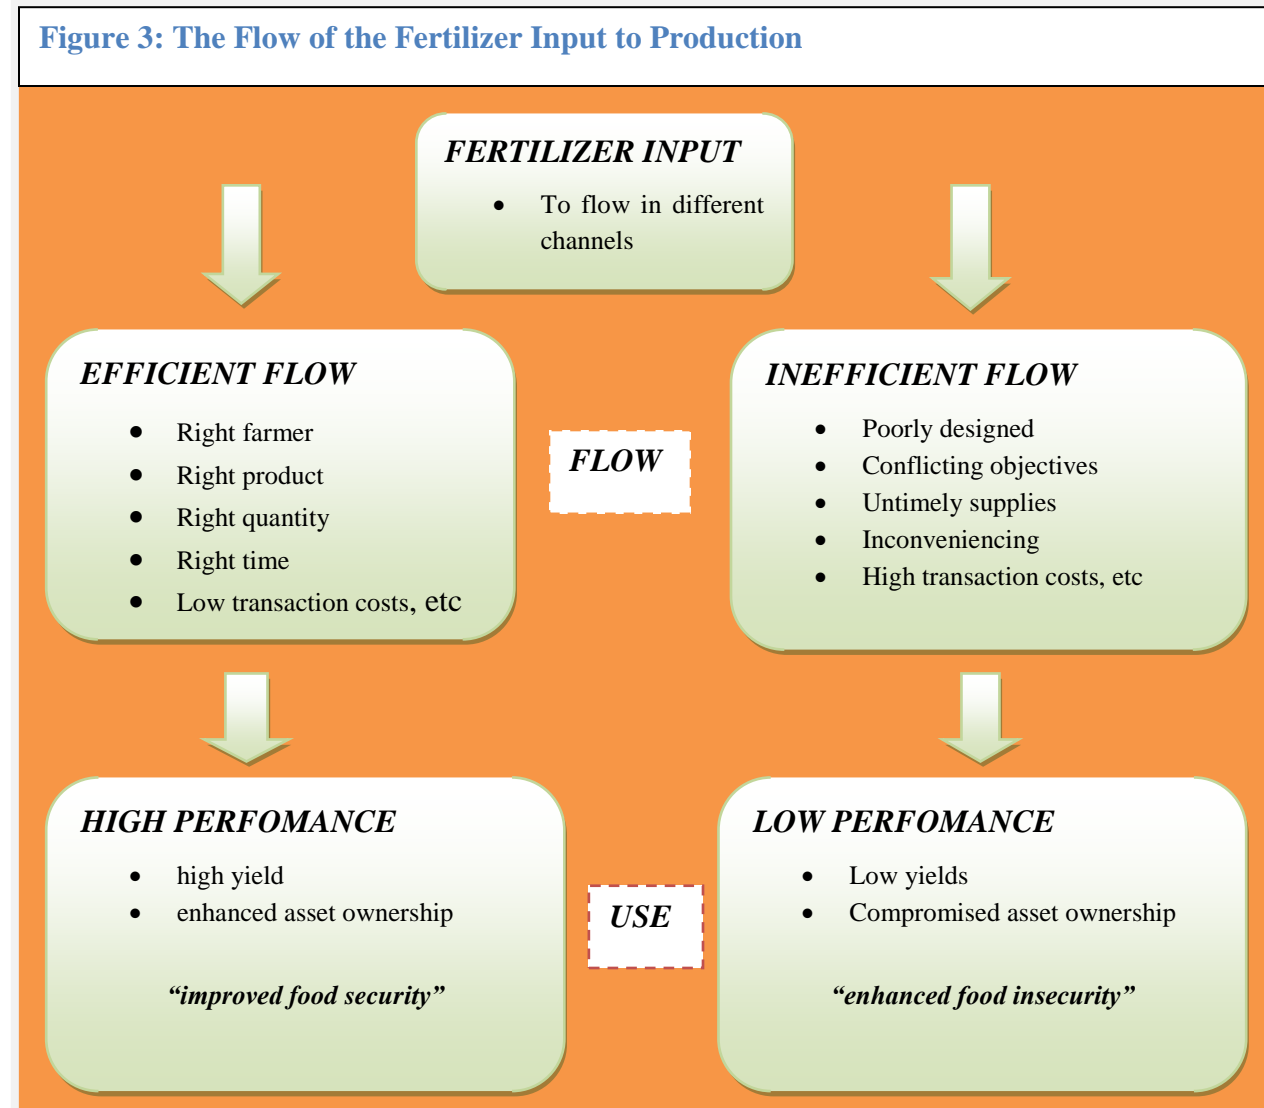 Figure 3: The Flow of the Fertilizer Input to Production
FERTILIZER INPUT
• To flow in different
channels
EFFICIENT FLOW
• Right farmer
• Right product
• Right quantity
• Right time
• Low transaction costs, etc
FLOW
INEFFICIENT FLOW
• Poorly designed
• Conflicting objectives
• Untimely supplies
• Inconveniencing
• High transaction costs, etc
HIGH PERFOMANCE
• high yield
• enhanced asset ownership
“improved food security”
USE
LOW PERFOMANCE
• Low yields
• Compromised asset ownership
“enhanced food insecurity”